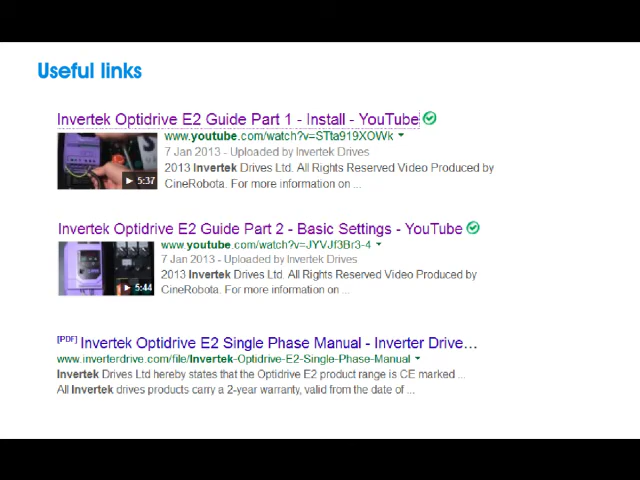 Useful links
Invertek Optidrive E2 Guide Part 1 - Install - YouTube
www.youtube.com/watch?v=STta919XOWk
7 Jan 2013 - Uploaded by Invertek Drives
2013 Invertek Drives Ltd. All Rights Reserved Video Produced by
CineRobota. For more information on ...
5:37
Invertek Optidrive E2 Guide Part 2 - Basic Settings - YouTube
www.youtube.com/watch?v=JYVJf3Br3-4
7 Jan 2013 - Uploaded by Invertek Drives
2013 Invertek Drives Ltd. All Rights Reserved Video Produced by
CineRobota. For more information on ...
5:44
[PDF] Invertek Optidrive E2 Single Phase Manual - Inverter Drive...
www.inverterdrive.com/file/Invertek-Optidrive-E2-Single-Phase-Manual
Invertek Drives Ltd hereby states that the Optidrive E2 product range is CE marked ...
All Invertek drives products carry a 2-year warranty, valid from the date of ...